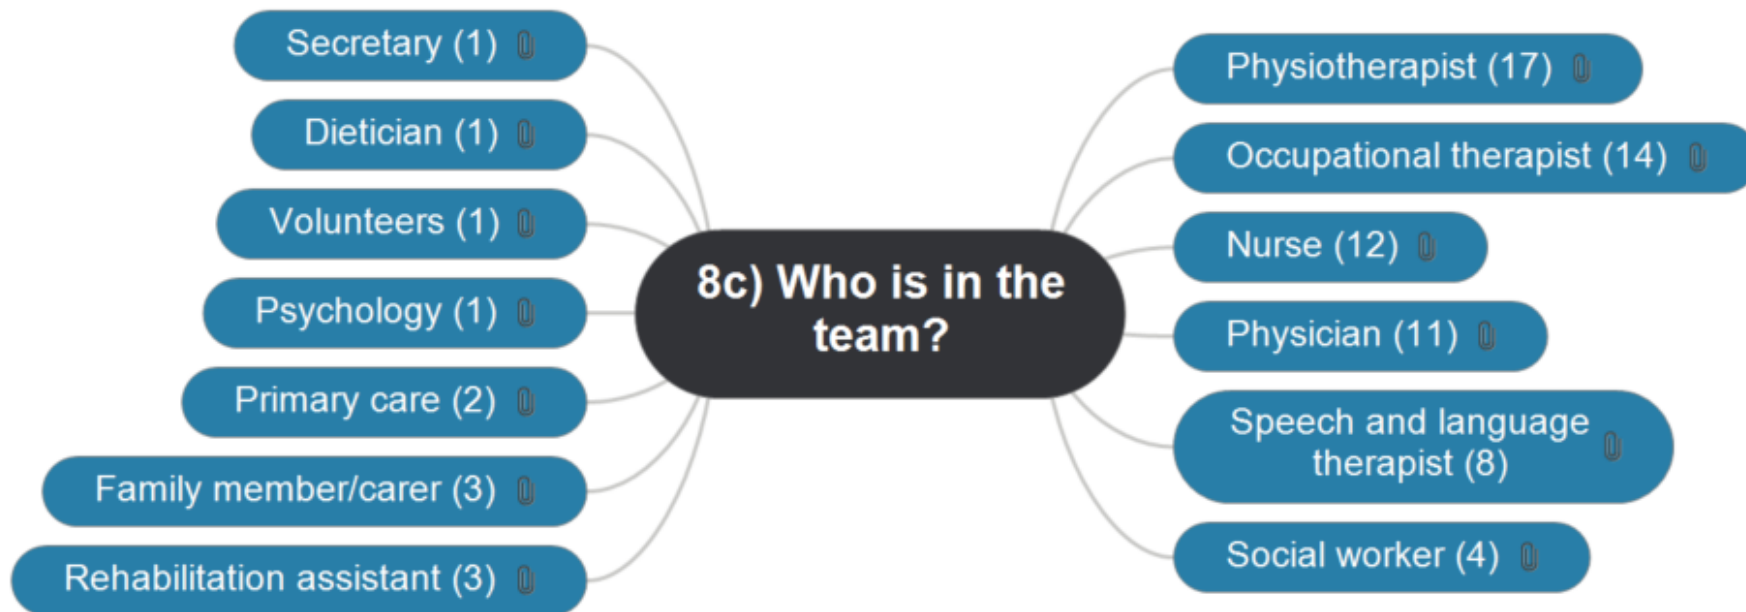 Secretary (1)
Dietician (1)
Volunteers (1)
Psychology (1)
Primary care (2)
Family member/carer (3)
Rehabilitation assistant (3)
8c) Who is in the
team?
Physiotherapist (17)
Occupational therapist (14)
Nurse (12)
Physician (11)
Speech and language
therapist (8)
Social worker (4)